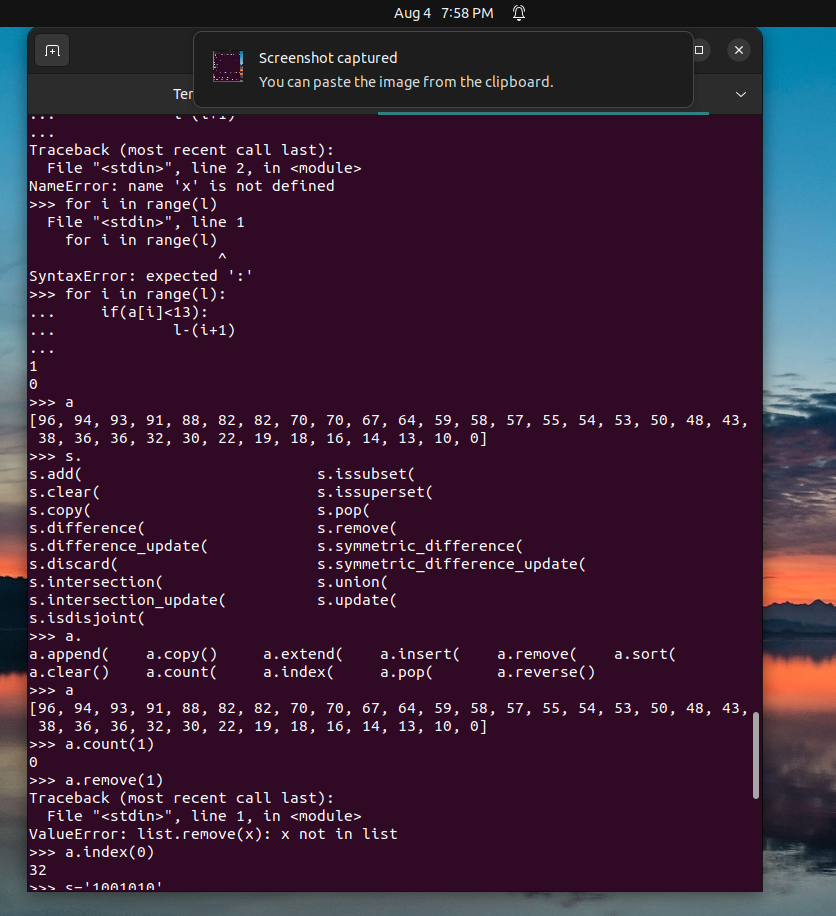 Aug 4 7:58 PM
Screenshot captured
You can paste the image from the clipboard.
Ter
... l-(i+1)
...
Traceback (most recent call last):
  File "<stdin>", line 2, in <module>
NameError: name 'x' is not defined
>>> for i in range(l)
  File "<stdin>", line 1
    for i in range(l)
                     ^
SyntaxError: expected ':'
>>> for i in range(l):
...     if(a[i]<13):
...             l-(i+1)
...
1
0
>>> a
[96, 94, 93, 91, 88, 82, 82, 70, 70, 67, 64, 59, 58, 57, 55, 54, 53, 50, 48, 43,
 38, 36, 36, 32, 30, 22, 19, 18, 16, 14, 13, 10, 0]
>>> s.
s.add(                          s.issubset(
s.clear(                        s.issuperset(
s.copy(                         s.pop(
s.difference(                   s.remove(
s.difference_update(            s.symmetric_difference(
s.discard(                      s.symmetric_difference_update(
s.intersection(                 s.union(
s.intersection_update(          s.update(
s.isdisjoint(
>>> a.
a.append(    a.copy()     a.extend(    a.insert(    a.remove(    a.sort(
a.clear()    a.count(     a.index(     a.pop(       a.reverse()
>>> a
[96, 94, 93, 91, 88, 82, 82, 70, 70, 67, 64, 59, 58, 57, 55, 54, 53, 50, 48, 43,
 38, 36, 36, 32, 30, 22, 19, 18, 16, 14, 13, 10, 0]
>>> a.count(1)
0
>>> a.remove(1)
Traceback (most recent call last):
  File "<stdin>", line 1, in <module>
ValueError: list.remove(x): x not in list
>>> a.index(0)
32
>>> s='1001010'